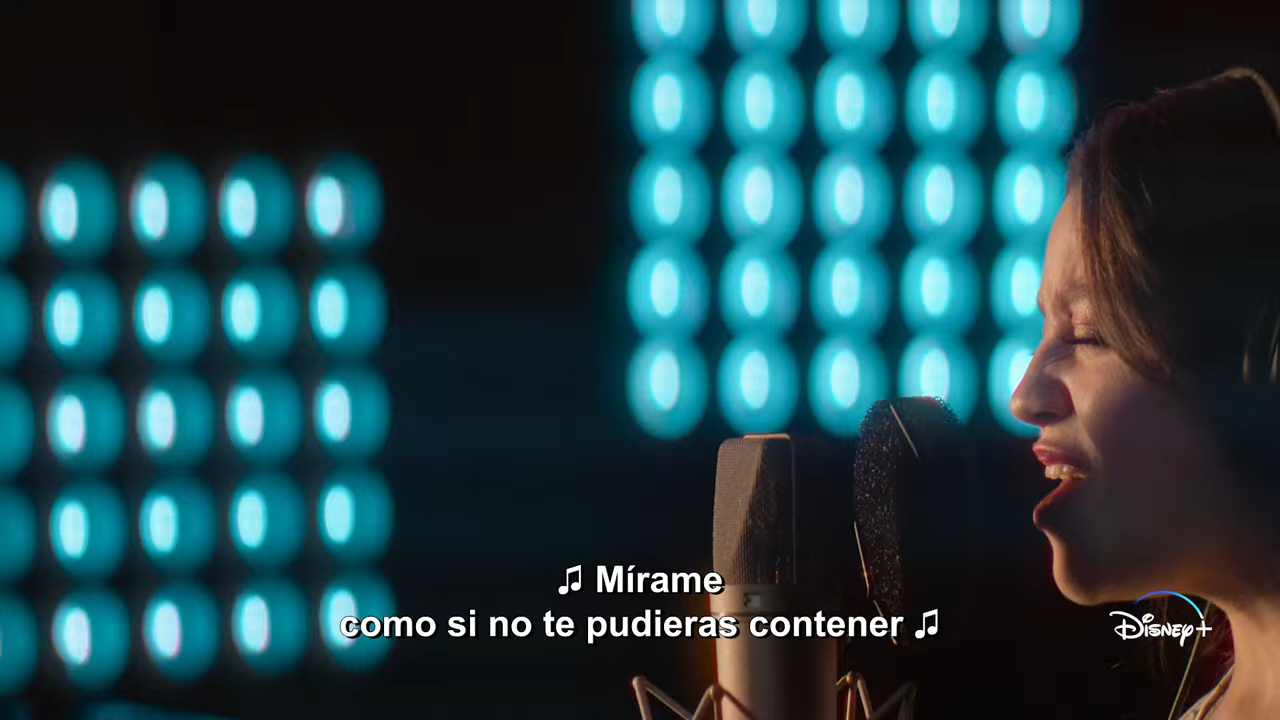 ♫ Mírame
como si no te pudieras contener ♫
Disney+